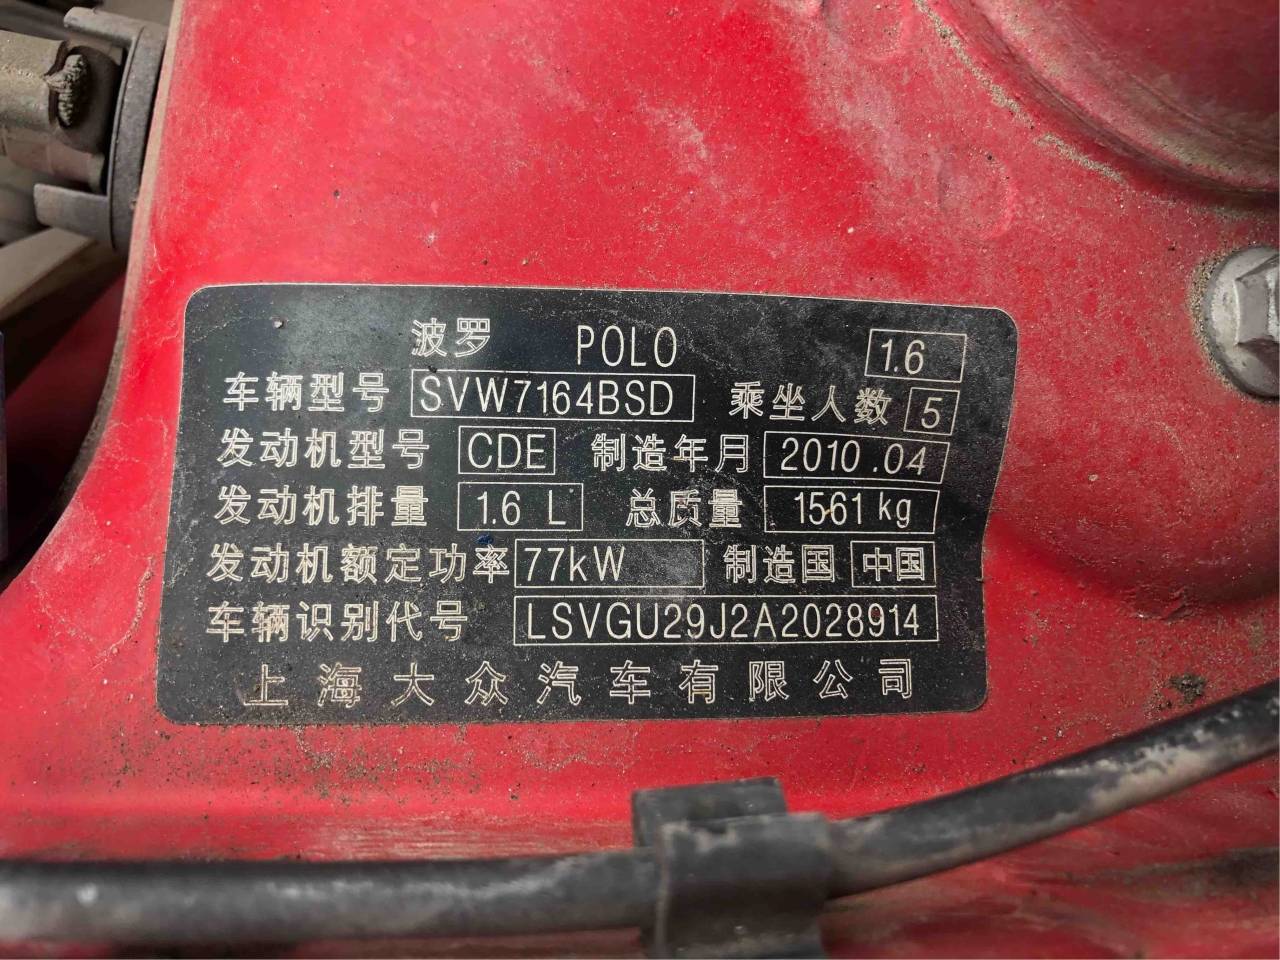 波罗 POLO 1.6
车辆型号 SVW7164BSD 乘坐人数 5
发动机型号 CDE 制造年月 2010.04
发动机排量 1.6 L 总质量 1561 kg
发动机额定功率 77kW 制造国 中国
车辆识别代号 LSVGU29J2A2028914
上海大众汽车有限公司